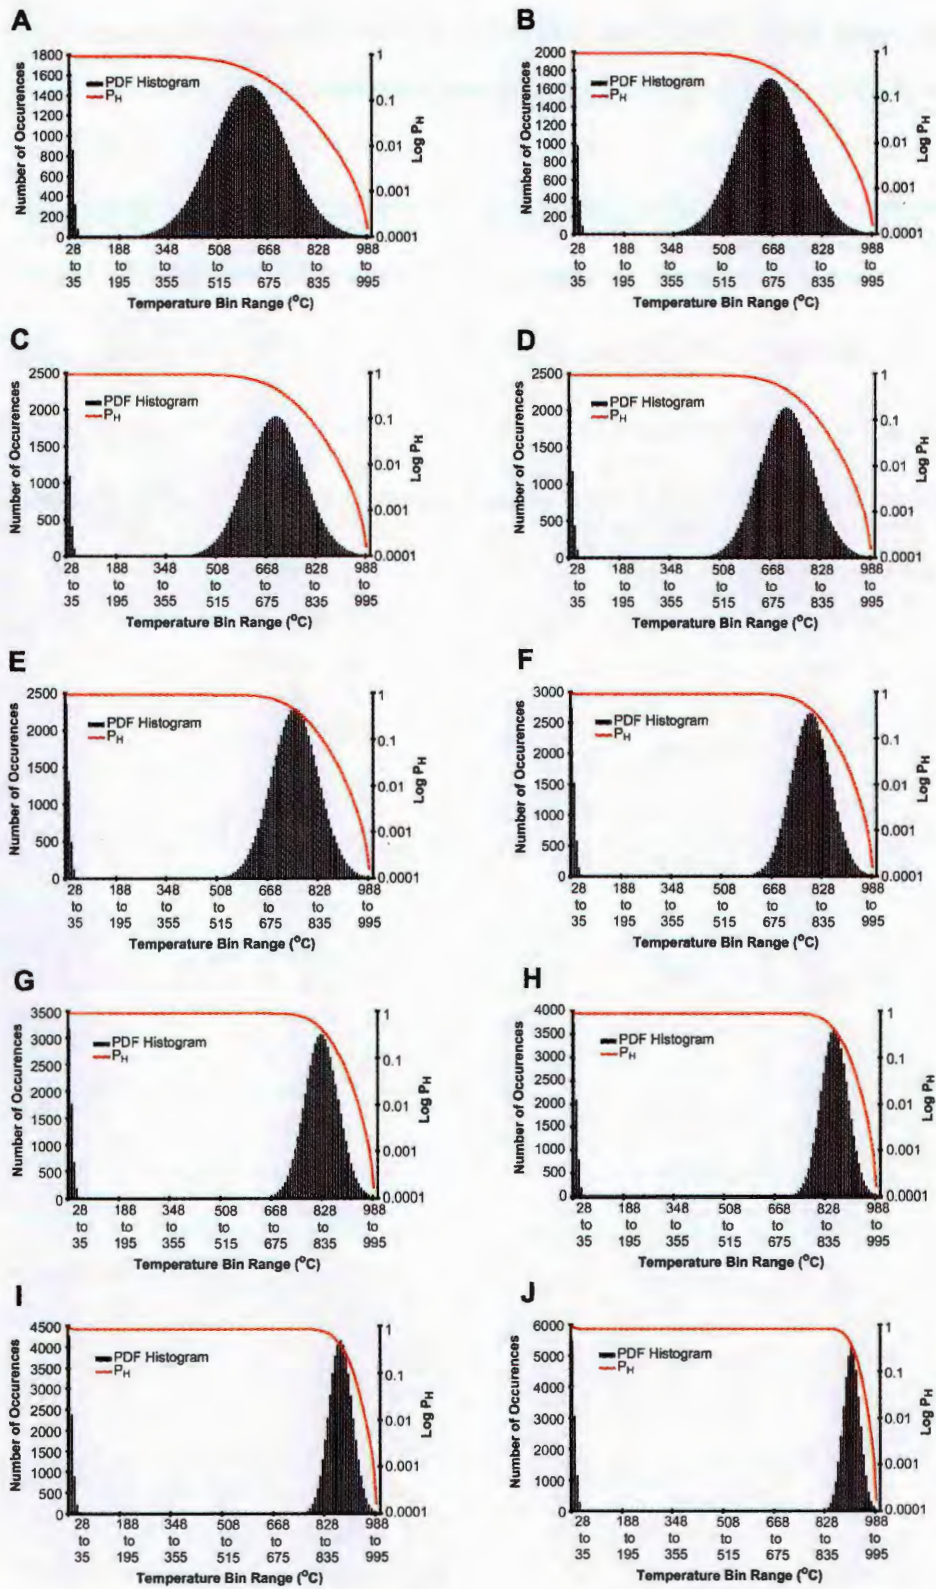 A
1800
1600
1400
1200
1000
800
600
400
200
0
Number of Occurences
PDF Histogram
PH
1
0.1
0.01
0.001
0.0001
Log PH
28 188 348 508 668 828 988
to to to to to to to
35 195 355 515 675 835 995
Temperature Bin Range (°C)
B
2000
1800
1600
1400
1200
1000
800
600
400
200
0
Number of Occurences
PDF Histogram
PH
1
0.1
0.01
0.001
0.0001
Log PH
28 188 348 508 668 828 988
to to to to to to to
35 195 355 515 675 835 995
Temperature Bin Range (°C)
C
2500
2000
1500
1000
500
0
Number of Occurences
PDF Histogram
PH
1
0.1
0.01
0.001
0.0001
Log PH
28 188 348 508 668 828 988
to to to to to to to
35 195 355 515 675 835 995
Temperature Bin Range (°C)
D
2500
2000
1500
1000
500
0
Number of Occurences
PDF Histogram
PH
1
0.1
0.01
0.001
0.0001
Log PH
28 188 348 508 668 828 988
to to to to to to to
35 195 355 515 675 835 995
Temperature Bin Range (°C)
E
2500
2000
1500
1000
500
0
Number of Occurences
PDF Histogram
PH
1
0.1
0.01
0.001
0.0001
Log PH
28 188 348 508 668 828 988
to to to to to to to
35 195 355 515 675 835 995
Temperature Bin Range (°C)
F
3000
2500
2000
1500
1000
500
0
Number of Occurences
PDF Histogram
PH
1
0.1
0.01
0.001
0.0001
Log PH
28 188 348 508 668 828 988
to to to to to to to
35 195 355 515 675 835 995
Temperature Bin Range (°C)
G
3500
3000
2500
2000
1500
1000
500
0
Number of Occurences
PDF Histogram
PH
1
0.1
0.01
0.001
0.0001
Log PH
28 188 348 508 668 828 988
to to to to to to to
35 195 355 515 675 835 995
Temperature Bin Range (°C)
H
4000
3500
3000
2500
2000
1500
1000
500
0
Number of Occurences
PDF Histogram
PH
1
0.1
0.01
0.001
0.0001
Log PH
28 188 348 508 668 828 988
to to to to to to to
35 195 355 515 675 835 995
Temperature Bin Range (°C)
I
4500
4000
3500
3000
2500
2000
1500
1000
500
0
Number of Occurences
PDF Histogram
PH
1
0.1
0.01
0.001
0.0001
Log PH
28 188 348 508 668 828 988
to to to to to to to
35 195 355 515 675 835 995
Temperature Bin Range (°C)
J
6000
5000
4000
3000
2000
1000
0
Number of Occurences
PDF Histogram
PH
1
0.1
0.01
0.001
0.0001
Log PH
28 188 348 508 668 828 988
to to to to to to to
35 195 355 515 675 835 995
Temperature Bin Range (°C)